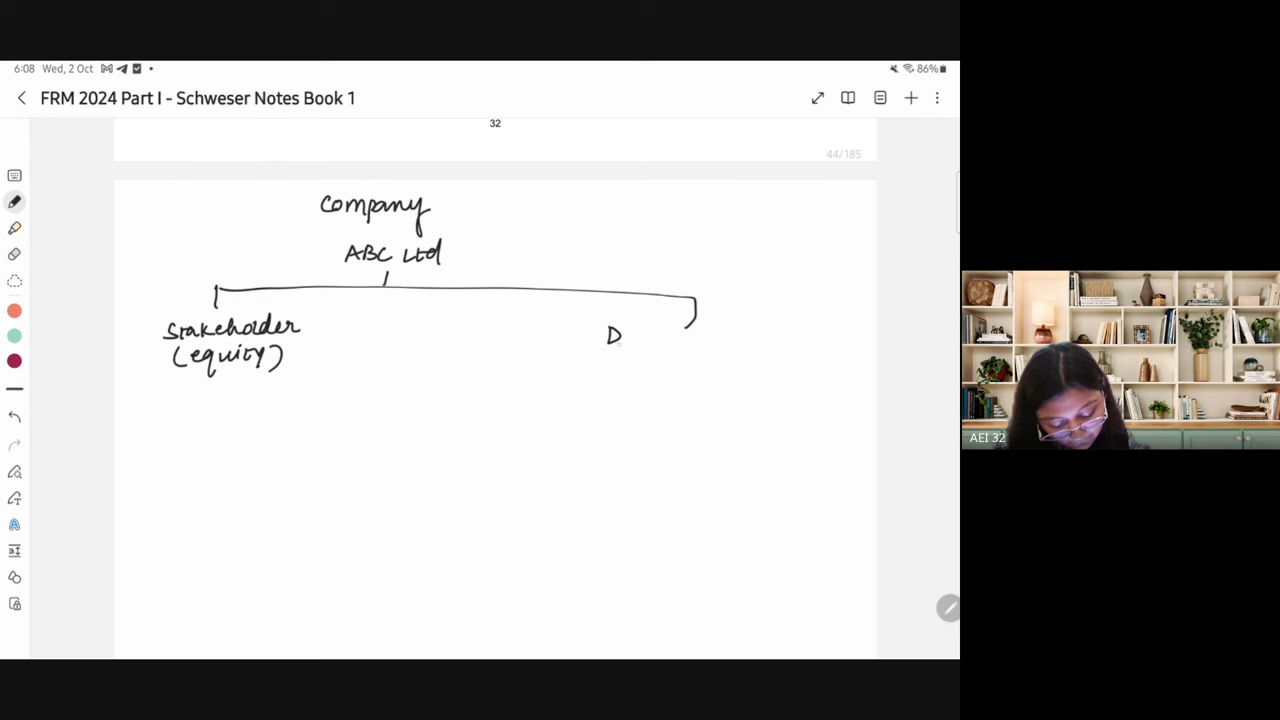 6:08 Wed, 2 Oct
86%
FRM 2024 Part I - Schweser Notes Book 1
32
44/185
Company
ABC Ltd
Stakeholder
(equity)
D
AEI 32